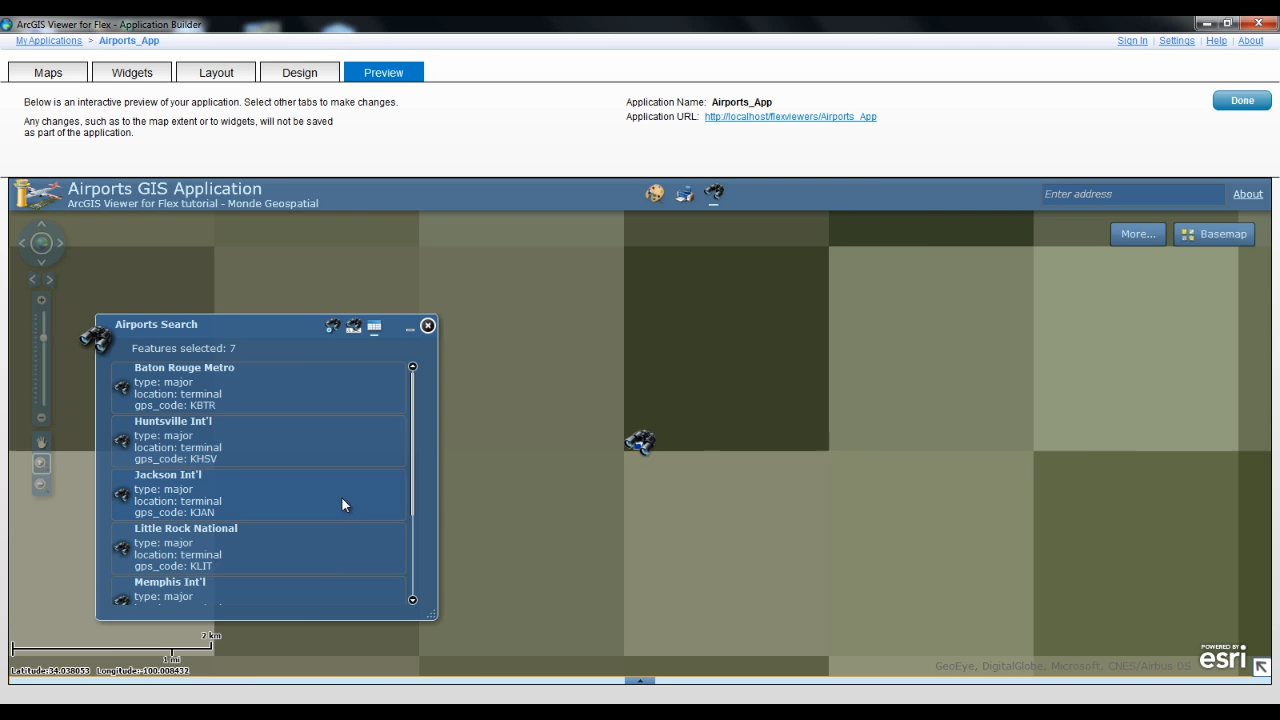 ArcGIS Viewer for Flex - Application Builder
My Applications > Airports_App
Sign In | Settings | Help | About
Maps Widgets Layout Design Preview
Below is an interactive preview of your application. Select other tabs to make changes.
Any changes, such as to the map extent or to widgets, will not be saved
as part of the application.
Application Name: Airports_App
Application URL: http://localhost/flexviewers/Airports_App
Done
Airports GIS Application
ArcGIS Viewer for Flex tutorial - Monde Geospatial
Enter address
About
More...
Basemap
Airports Search
Features selected: 7
Baton Rouge Metro
type: major
location: terminal
gps_code: KBTR
Huntsville Int'l
type: major
location: terminal
gps_code: KHSV
Jackson Int'l
type: major
location: terminal
gps_code: KJAN
Little Rock National
type: major
location: terminal
gps_code: KLIT
Memphis Int'l
type: major
2 km
1 mi
Latitude:34.038053 Longitude:-100.008432
POWERED BY
esri
GeoEye, DigitalGlobe, Microsoft, CNES/Airbus DS